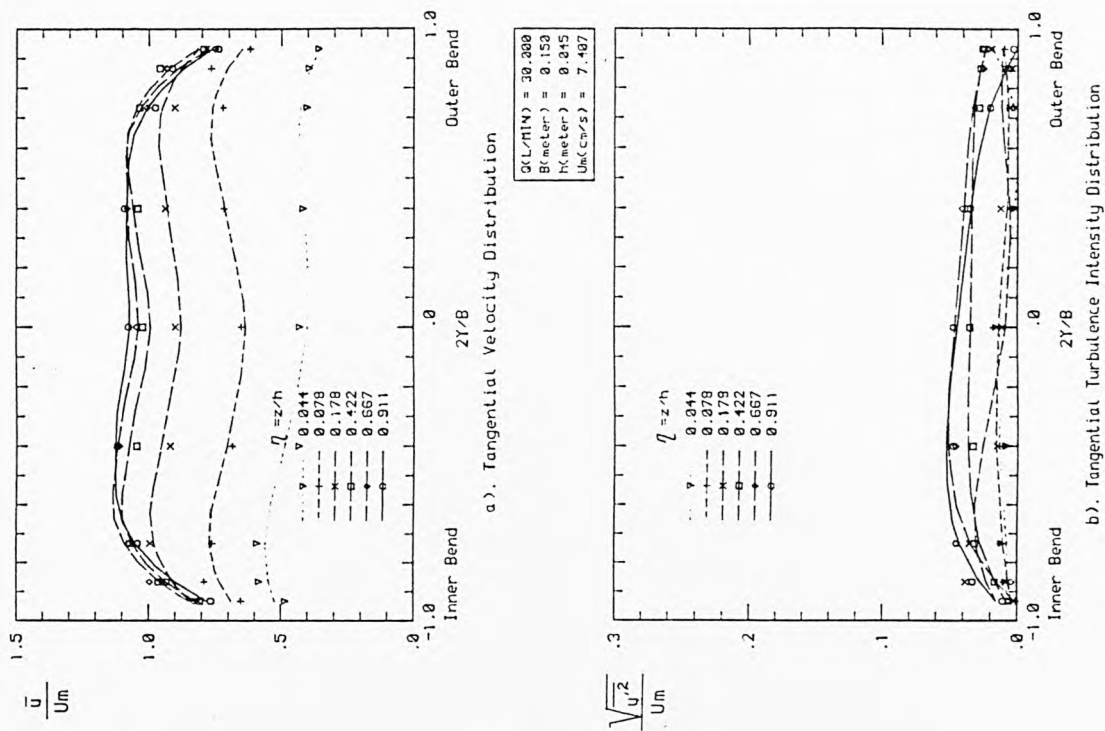 ū
Um
1.5
1.0
.5
.0
η =z/h
0.044
0.078
0.178
0.422
0.667
0.911
-1.0
.0
1.0
Inner Bend
2Y/B
Outer Bend
a). Tangential Velocity Distribution
Q(L/MIN) = 30.000
B(meter) = 0.150
h(meter) = 0.045
Um(cm/s) = 7.407
√u'²
Um
.3
.2
.1
.0
η =z/h
0.044
0.078
0.178
0.422
0.667
0.911
-1.0
.0
1.0
Inner Bend
2Y/B
Outer Bend
b). Tangential Turbulence Intensity Distribution